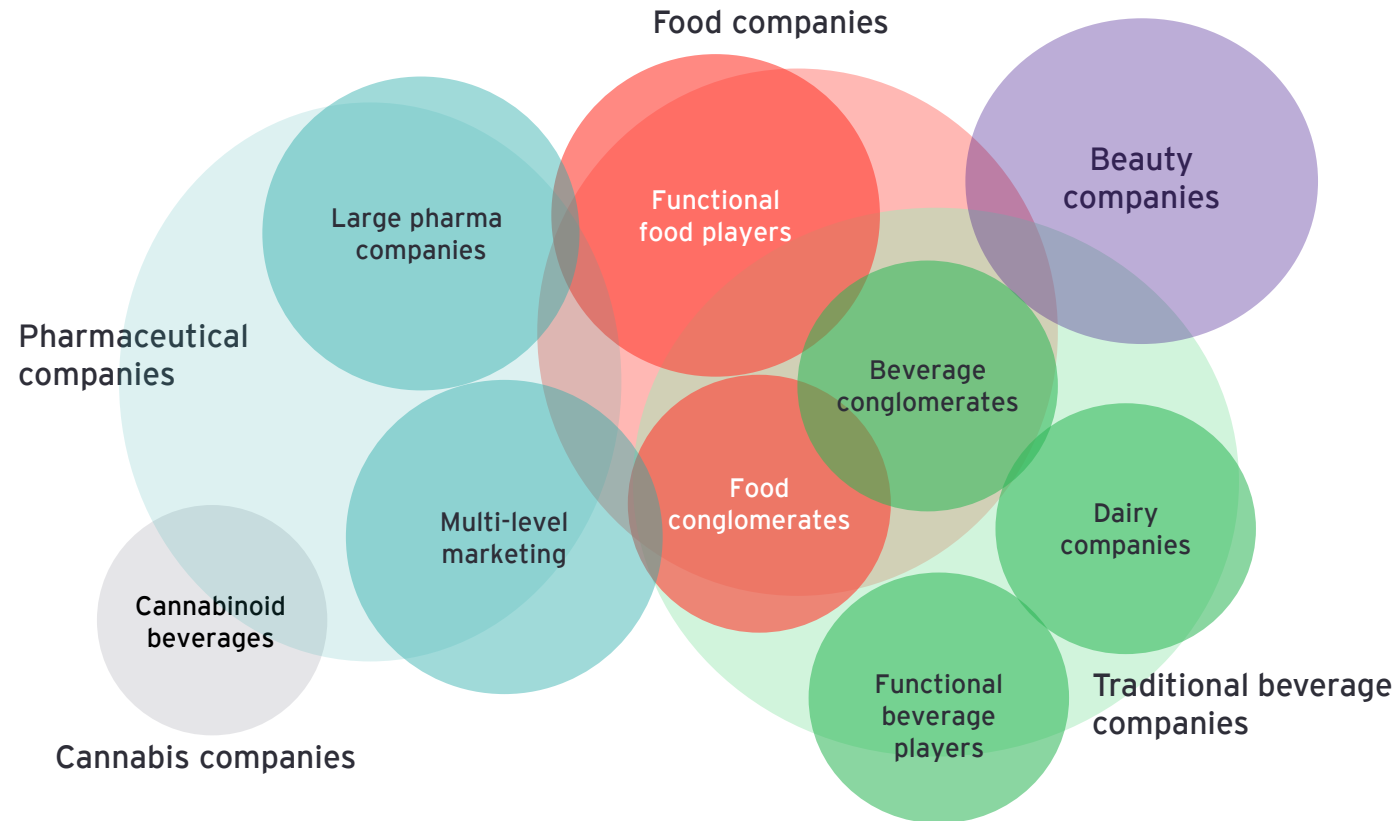 Food companies
Beauty
companies
Large pharma
companies
Functional
food players
Pharmaceutical
companies
Beverage
conglomerates
Food
conglomerates
Multi-level
marketing
Dairy
companies
Cannabinoid
beverages
Functional
beverage
players
Traditional beverage
companies
Cannabis companies